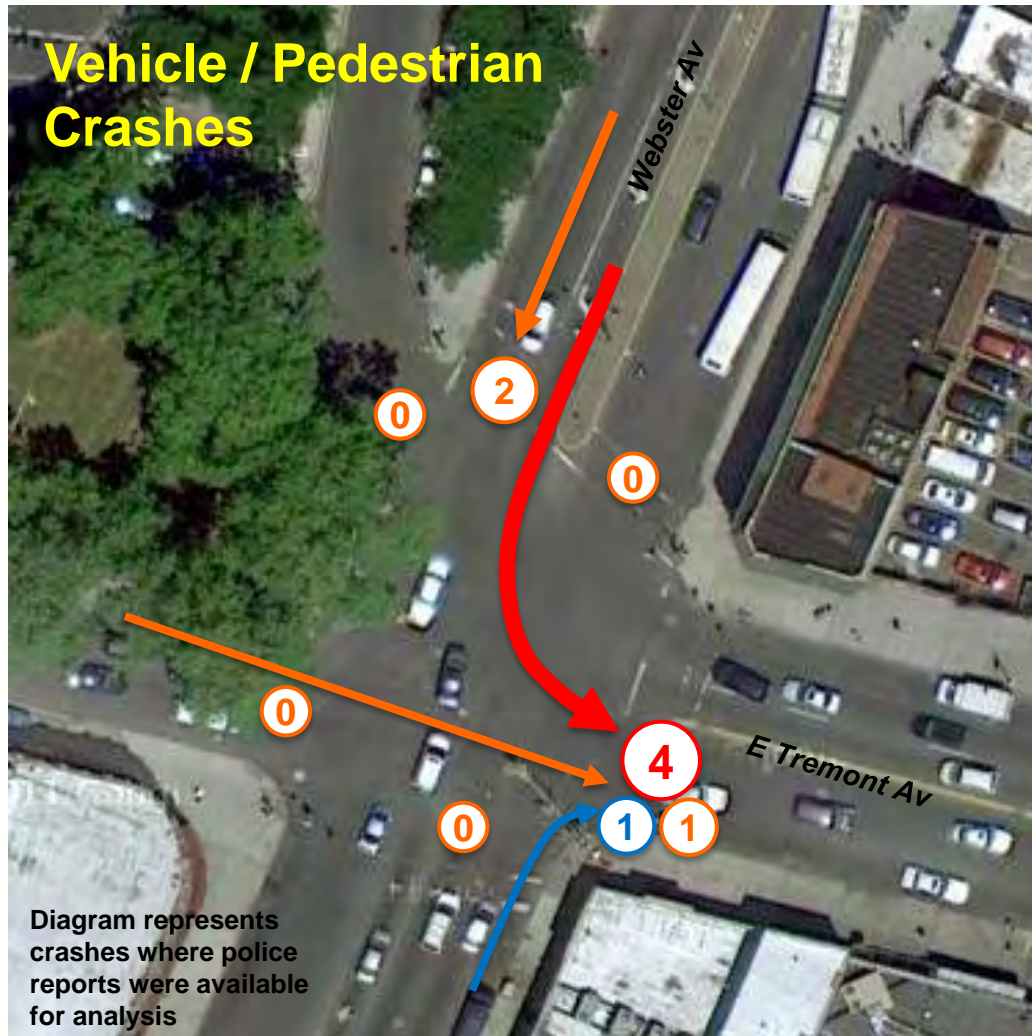 Vehicle / Pedestrian
Crashes
Webster Av
2
0
0
0
4
E Tremont Av
0
1
1
Diagram represents
crashes where police
reports were available
for analysis